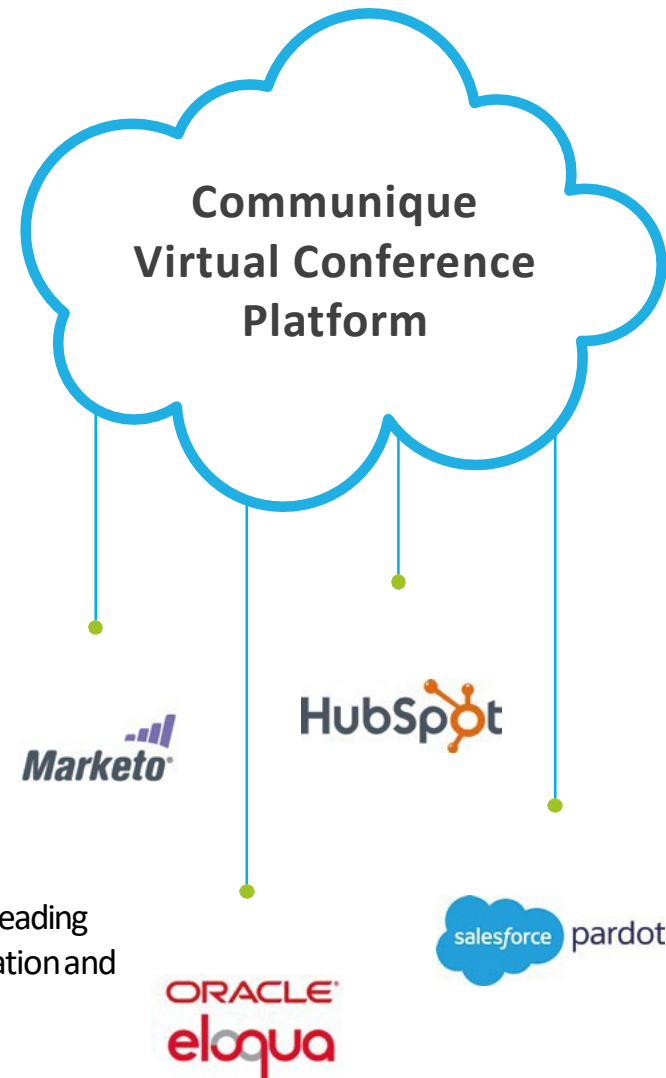 Communique
Virtual Conference
Platform
HubSpot
Marketo
eading
ation and
salesforce pardot
ORACLE
eloqua